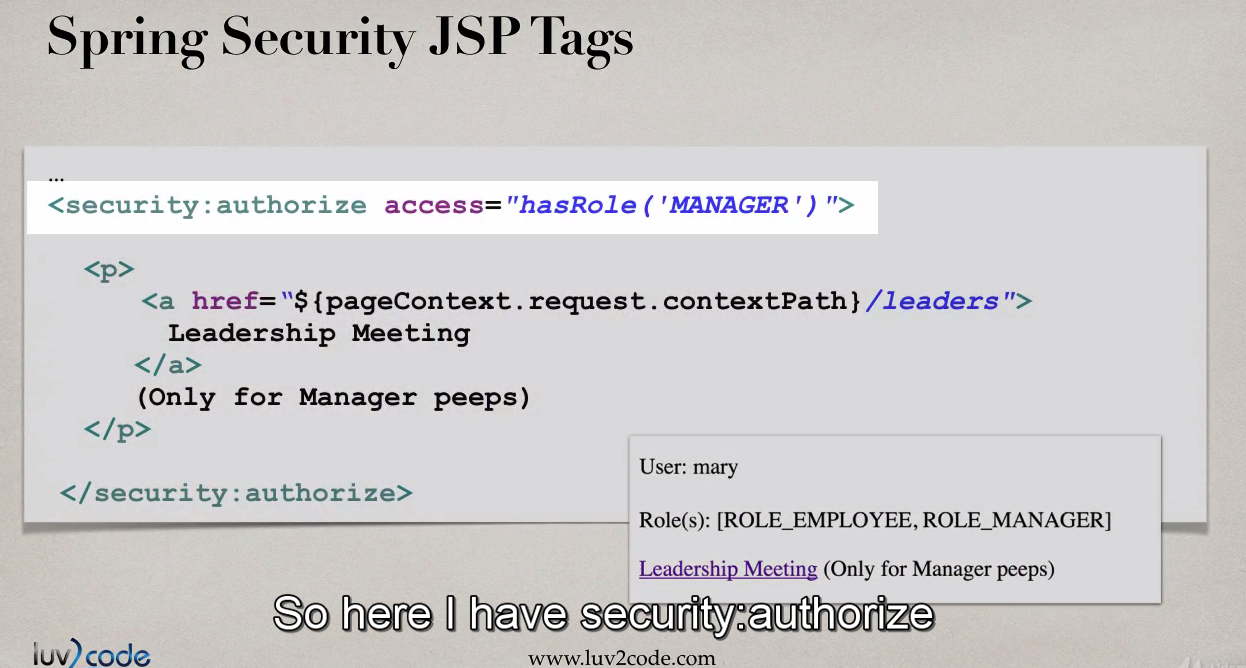 Spring Security JSP Tags
...
<security:authorize access="hasRole('MANAGER')">
<p>
<a href=“${pageContext.request.contextPath}/leaders">
Leadership Meeting
</a>
(Only for Manager peeps)
</p>
</security:authorize>
User: mary
Role(s): [ROLE_EMPLOYEE, ROLE_MANAGER]
Leadership Meeting (Only for Manager peeps)
So here I have security:authorize
luv2code
www.luv2code.com